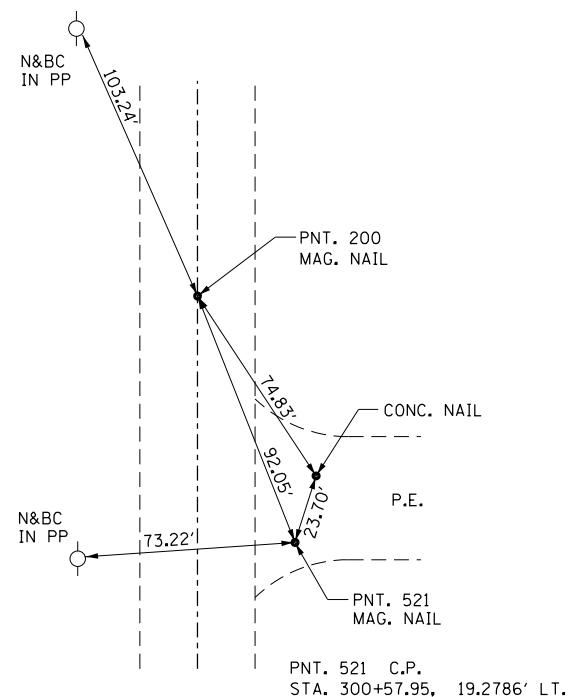 N&BC
IN PP
103.24'
PNT. 200
MAG. NAIL
74.83'
CONC. NAIL
92.05'
23.70'
P.E.
N&BC
IN PP
73.22'
PNT. 521
MAG. NAIL
PNT. 521 C.P.
STA. 300+57.95, 19.2786' LT.